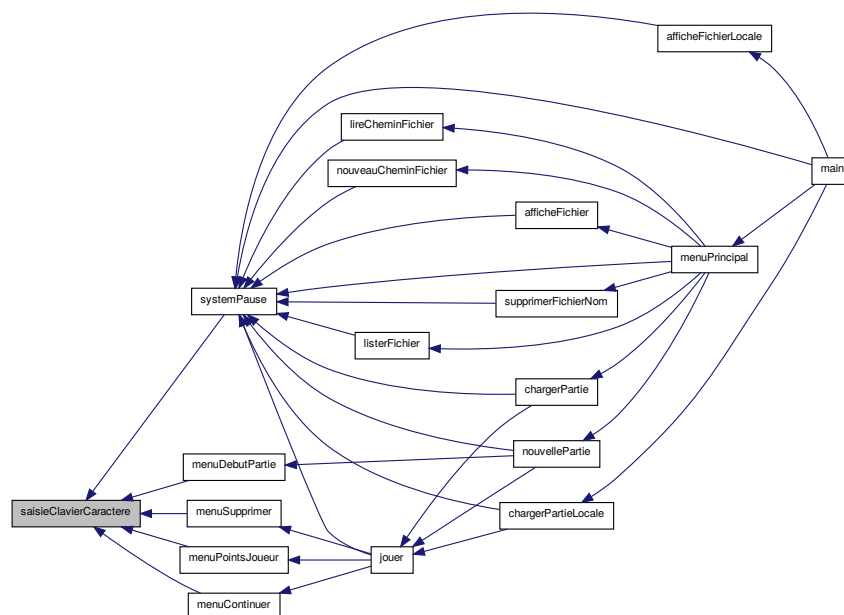 afficheFichierLocale
lireCheminFichier
main
nouveauCheminFichier
afficheFichier
menuPrincipal
systemPause
supprimerFichierNom
listerFichier
chargerPartie
nouvellePartie
menuDebutPartie
saisieClavierCaractere
menuSupprimer
chargerPartieLocale
menuPointsJoueur
jouer
menuContinuer